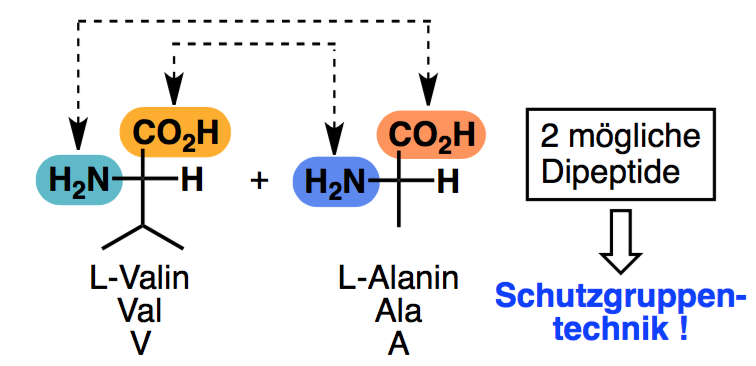 CO₂H
H₂N
H
+
CO₂H
H₂N
H
L-Valin
Val
V
L-Alanin
Ala
A
2 mögliche
Dipeptide
Schutzgruppen-
technik !